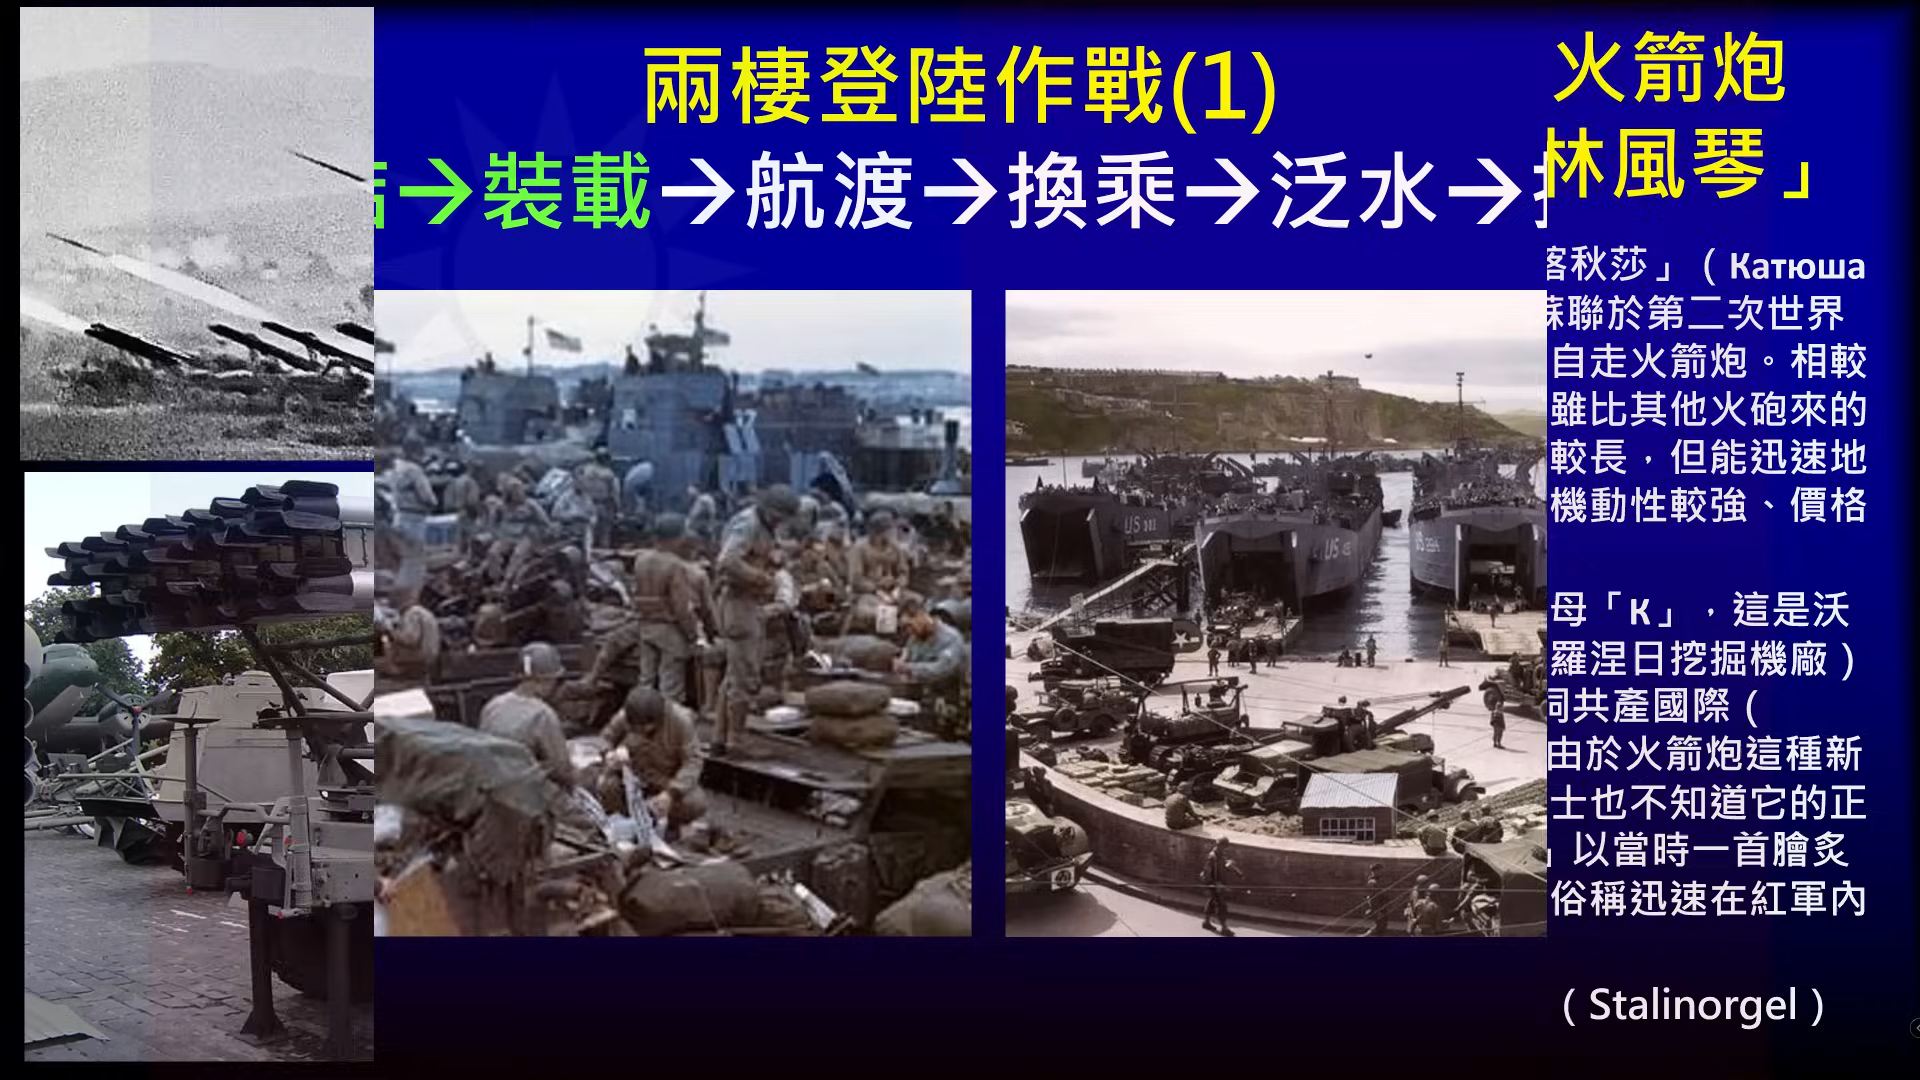 兩棲登陸作戰(1)
→裝載→航渡→換乘→泛水→
火箭炮
林風琴」
喀秋莎」（Катюша
蘇聯於第二次世界
自走火箭炮。相較
雖比其他火砲來的
較長，但能迅速地
機動性較強、價格
母「K」，這是沃
羅涅日挖掘機廠）
同共產國際（
由於火箭炮這種新
士也不知道它的正
」以當時一首膾炙
俗稱迅速在紅軍內
（Stalinorgel）